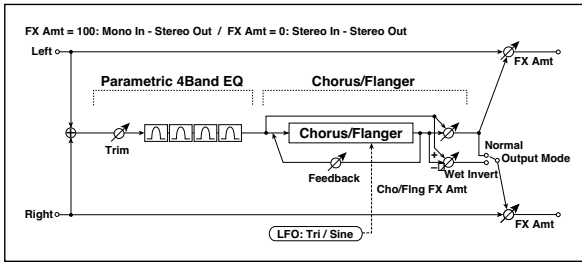 FX Amt = 100: Mono In - Stereo Out / FX Amt = 0: Stereo In - Stereo Out
Left
FX Amt
Parametric 4Band EQ
Chorus/Flanger
Chorus/Flanger
Trim
Normal
Output Mode
+
−
Wet Invert
Feedback
Cho/Flng FX Amt
Right
FX Amt
LFO: Tri / Sine